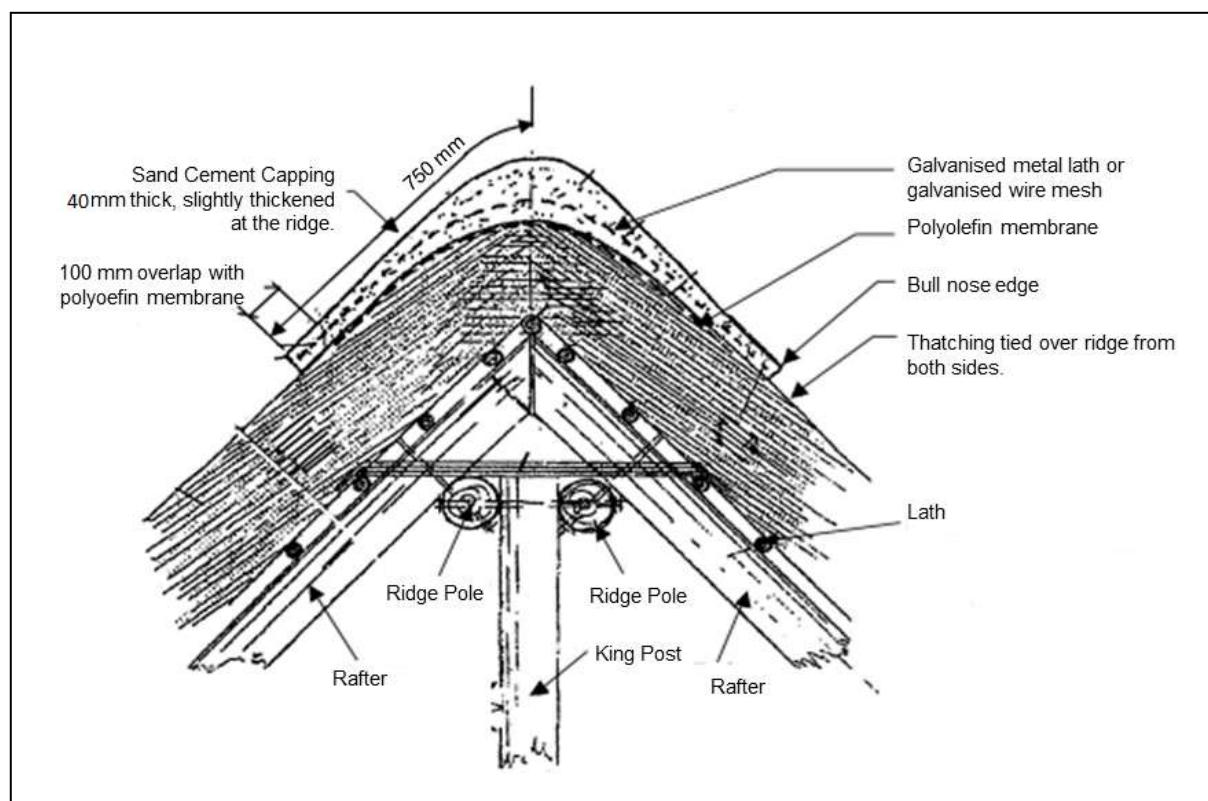 750 mm
Sand Cement Capping
40mm thick, slightly thickened
at the ridge.
100 mm overlap with
polyoefin membrane
Galvanised metal lath or
galvanised wire mesh
Polyolefin membrane
Bull nose edge
Thatching tied over ridge from
both sides.
Lath
Ridge Pole
Ridge Pole
King Post
Rafter
Rafter